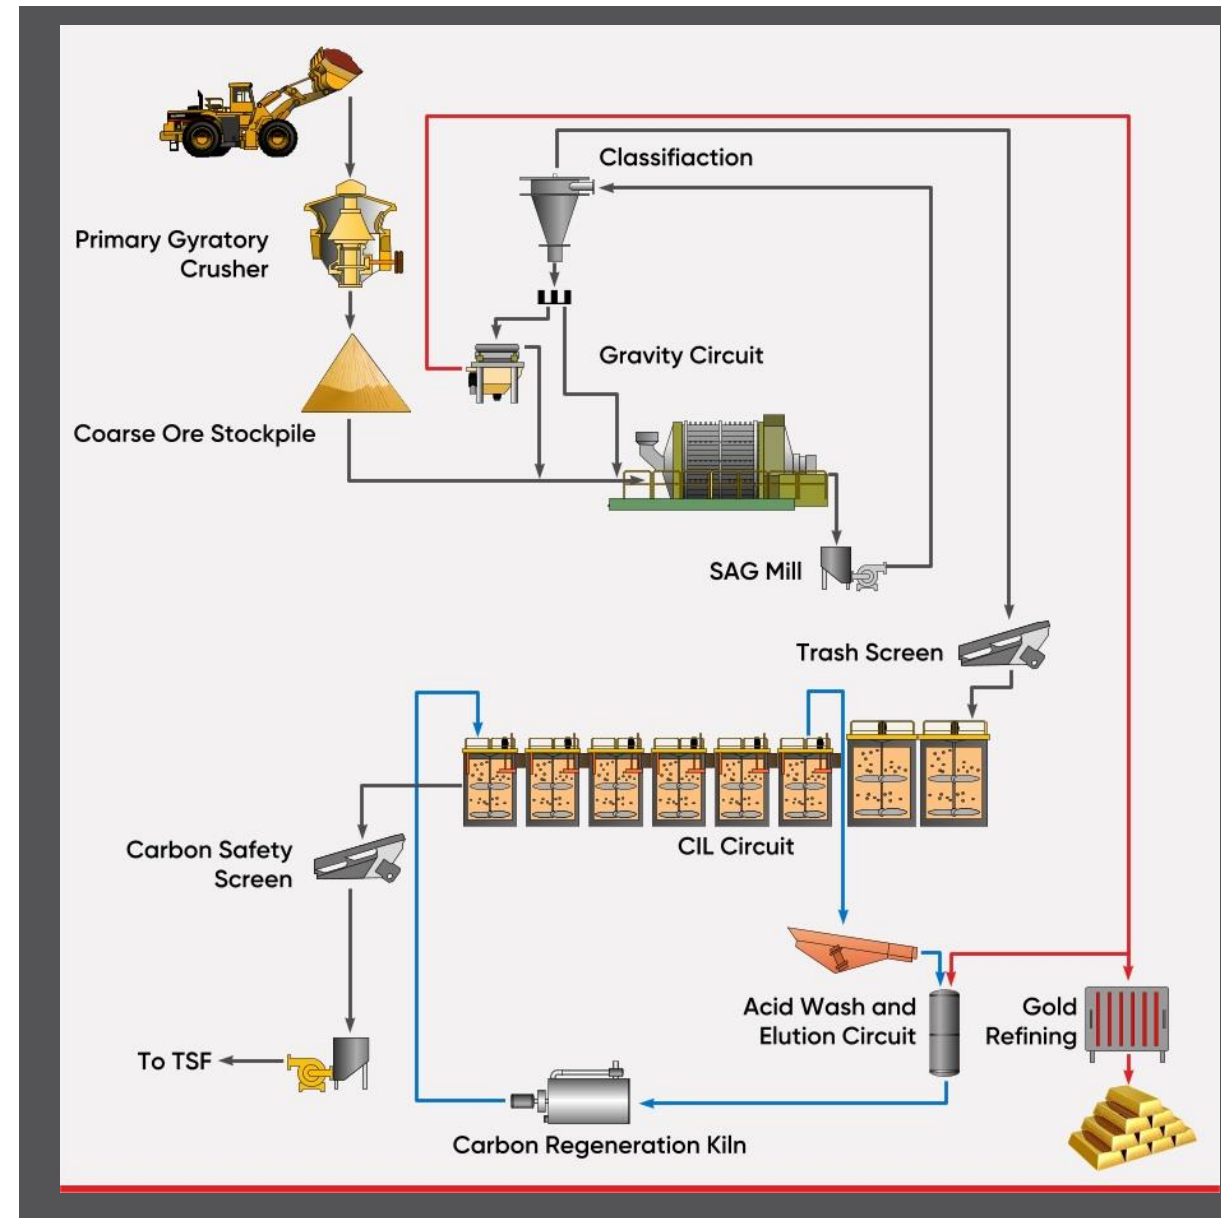 Classifiaction
Primary Gyratory
Crusher
Gravity Circuit
Coarse Ore Stockpile
SAG Mill
Trash Screen
CIL Circuit
Carbon Safety
Screen
Acid Wash and
Elution Circuit
Gold
Refining
To TSF
Carbon Regeneration Kiln